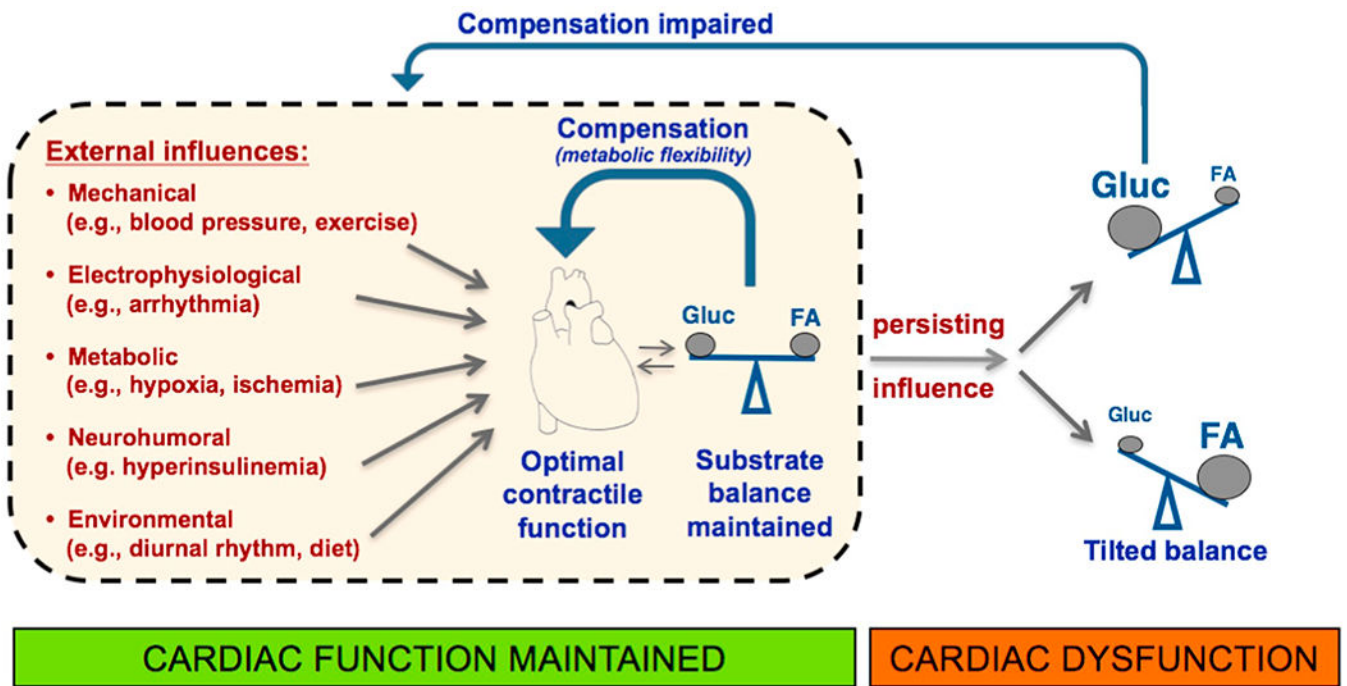 Compensation impaired
External influences:
• Mechanical
(e.g., blood pressure, exercise)
• Electrophysiological
(e.g., arrhythmia)
• Metabolic
(e.g., hypoxia, ischemia)
• Neurohumoral
(e.g. hyperinsulinemia)
• Environmental
(e.g., diurnal rhythm, diet)
Compensation
(metabolic flexibility)
Gluc FA
Optimal
contractile
function
Substrate
balance
maintained
persisting
influence
Gluc FA
Gluc FA
Tilted balance
CARDIAC FUNCTION MAINTAINED
CARDIAC DYSFUNCTION